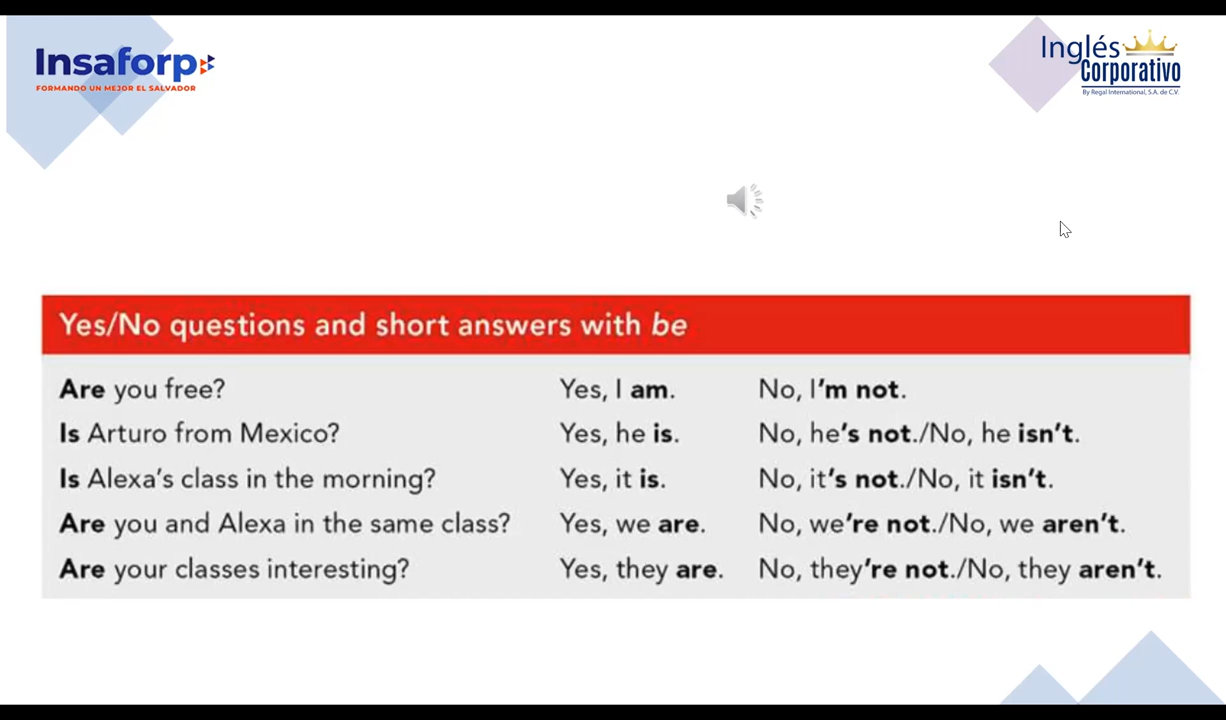 Insaforp
FORMANDO UN MEJOR EL SALVADOR
Inglés
Corporativo
By Regal International, S.A. de C.V.
Yes/No questions and short answers with be
Are you free? Yes, I am. No, I'm not.
Is Arturo from Mexico? Yes, he is. No, he's not./No, he isn't.
Is Alexa's class in the morning? Yes, it is. No, it's not./No, it isn't.
Are you and Alexa in the same class? Yes, we are. No, we're not./No, we aren't.
Are your classes interesting? Yes, they are. No, they're not./No, they aren't.